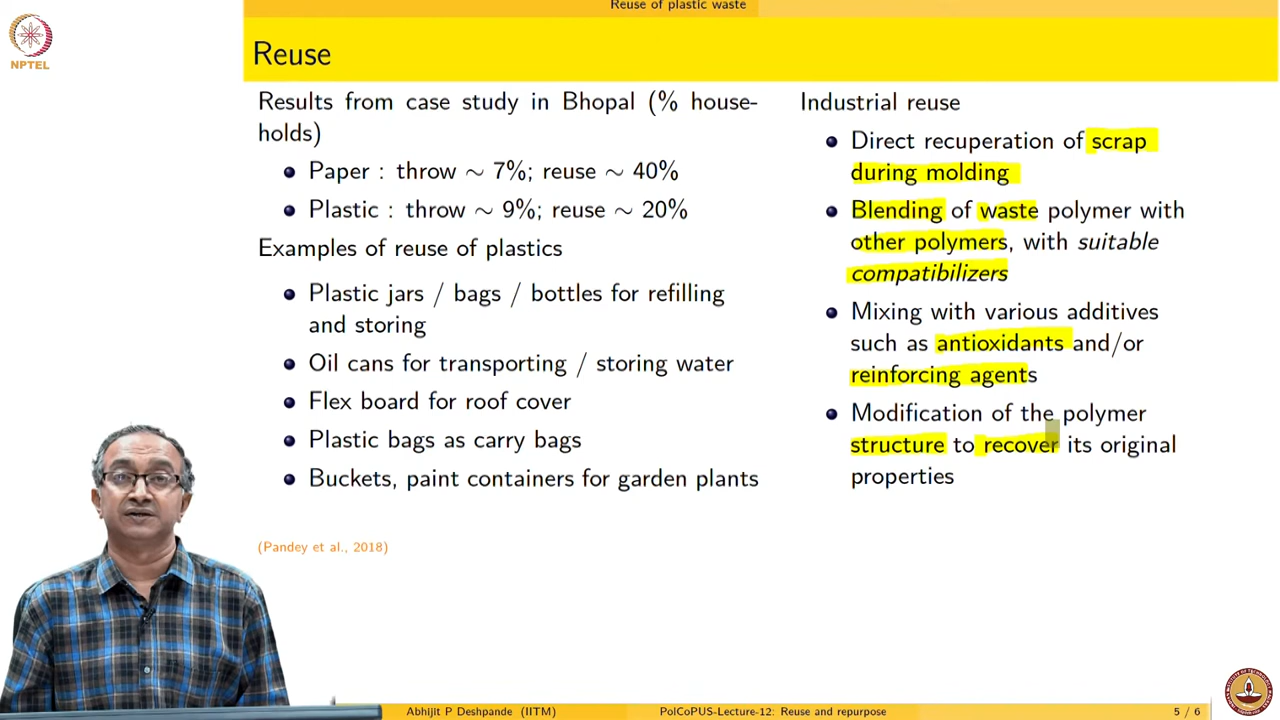 Reuse of plastic waste
NPTEL
Reuse
Results from case study in Bhopal (% house-
holds)
Paper : throw ∼ 7%; reuse ∼ 40%
Plastic : throw ∼ 9%; reuse ∼ 20%
Examples of reuse of plastics
Plastic jars / bags / bottles for refilling
and storing
Oil cans for transporting / storing water
Flex board for roof cover
Plastic bags as carry bags
Buckets, paint containers for garden plants
(Pandey et al., 2018)
Industrial reuse
Direct recuperation of scrap
during molding
Blending of waste polymer with
other polymers, with suitable
compatibilizers
Mixing with various additives
such as antioxidants and/or
reinforcing agents
Modification of the polymer
structure to recover its original
properties
Abhijit P Deshpande (IITM)
PolCoPUS-Lecture-12: Reuse and repurpose
5 / 6